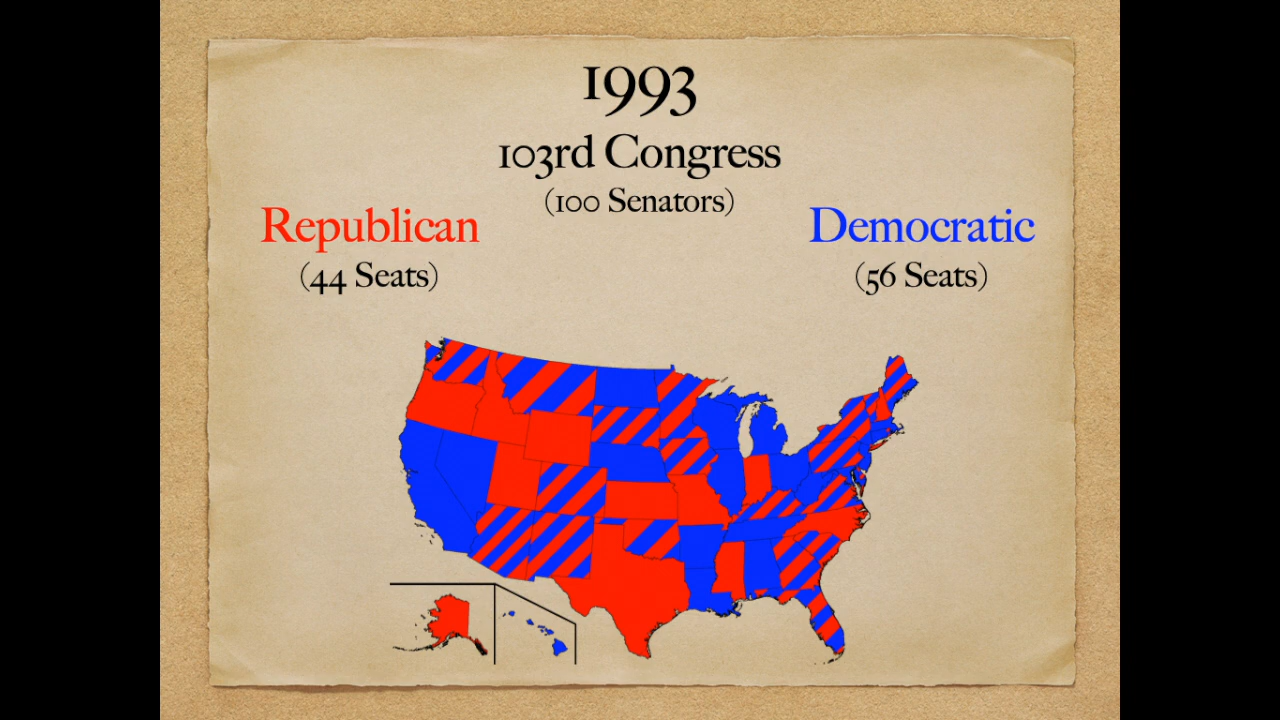 1993
103rd Congress
(100 Senators)
Republican
(44 Seats)
Democratic
(56 Seats)